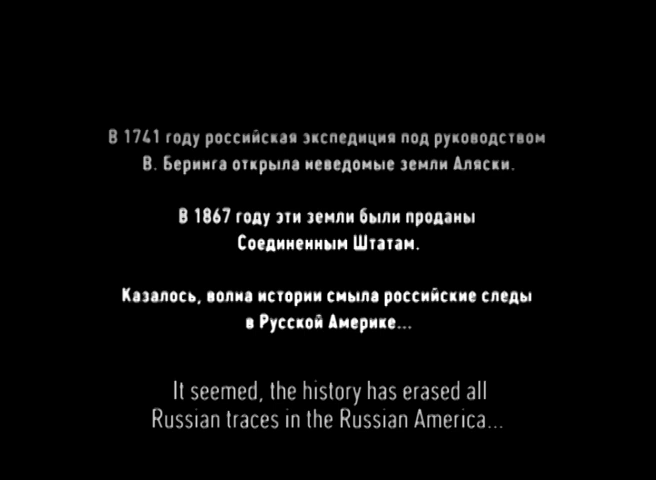 В 1741 году российская экспедиция под руководством
В. Беринга открыла неведомые земли Аляски.
В 1867 году эти земли были проданы
Соединенным Штатам.
Казалось, волна истории смыла российские следы
в Русской Америке...
It seemed, the history has erased all
Russian traces in the Russian America...